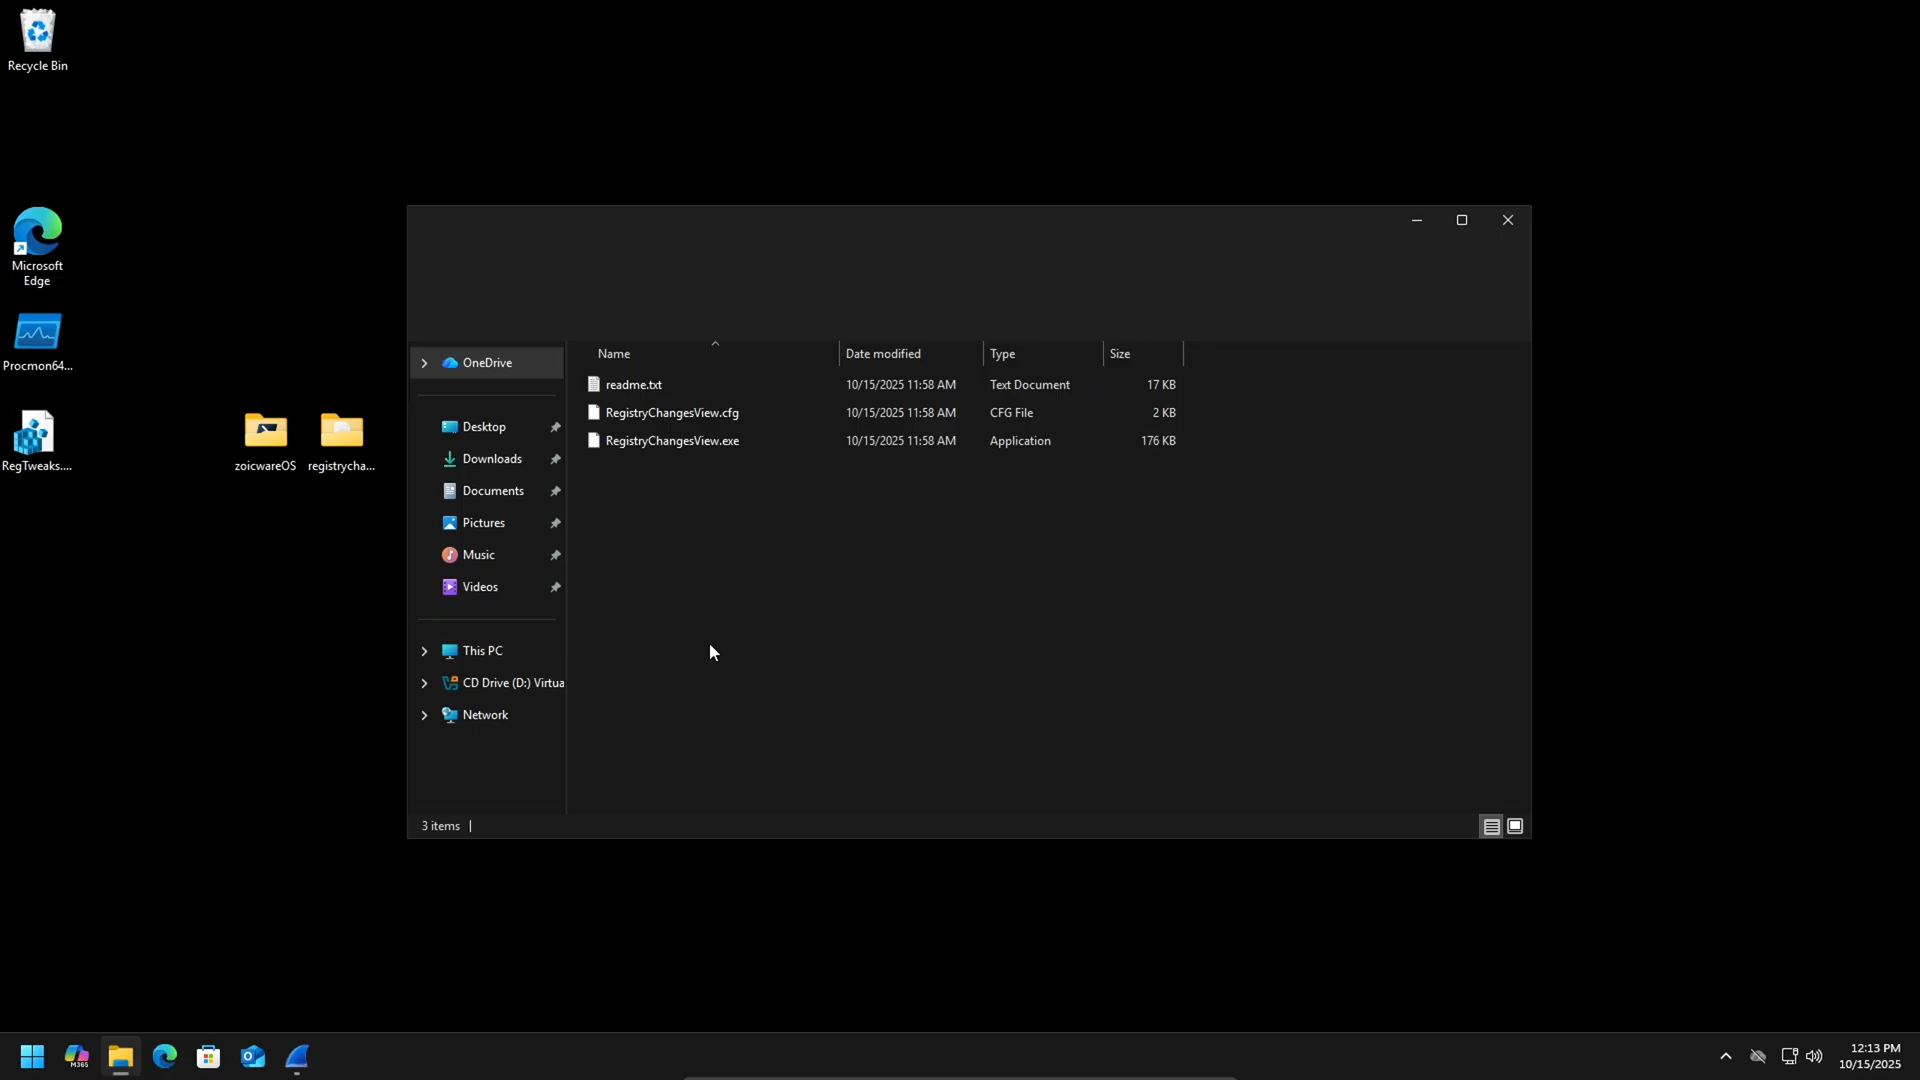 Recycle Bin
Microsoft
Edge
Procmon64...
RegTweaks....
zoicwareOS
registrycha...
OneDrive
Desktop
Downloads
Documents
Pictures
Music
Videos
This PC
CD Drive (D:) Virtua
Network
Name Date modified Type Size
readme.txt 10/15/2025 11:58 AM Text Document 17 KB
RegistryChangesView.cfg 10/15/2025 11:58 AM CFG File 2 KB
RegistryChangesView.exe 10/15/2025 11:58 AM Application 176 KB
3 items
M365
12:13 PM
10/15/2025